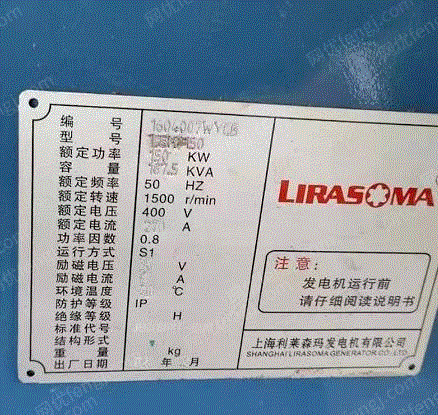 编号 1604007WYGB
型号
额定功率 150 KW
容量 187.5 KVA
额定频率 50 HZ
额定转速 1500 r/min
额定电压 400 V
额定电流 A
功率因数 0.8
运行方式 S1
励磁电压 V
励磁电流 A
环境温度 ℃
防护等级 IP
绝缘等级 H
标准代号
结构形式
重量 kg
出厂日期 年 月
LIRASOMA
注意:
发电机运行前
请仔细阅读说明书
上海利莱森玛发电机有限公司
SHANGHAI LIRASOMA GENERATOR CO.,LTD